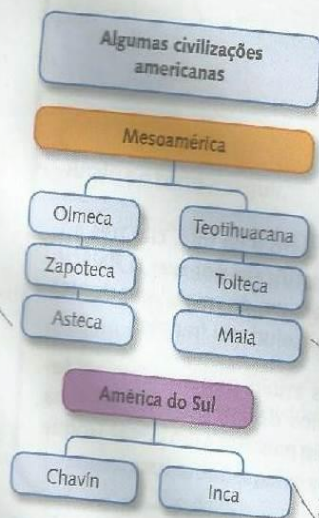 Algumas civilizações
americanas
Mesoamérica
Olmeca
Teotihuacana
Zapoteca
Tolteca
Asteca
Maia
América do Sul
Chavín
Inca